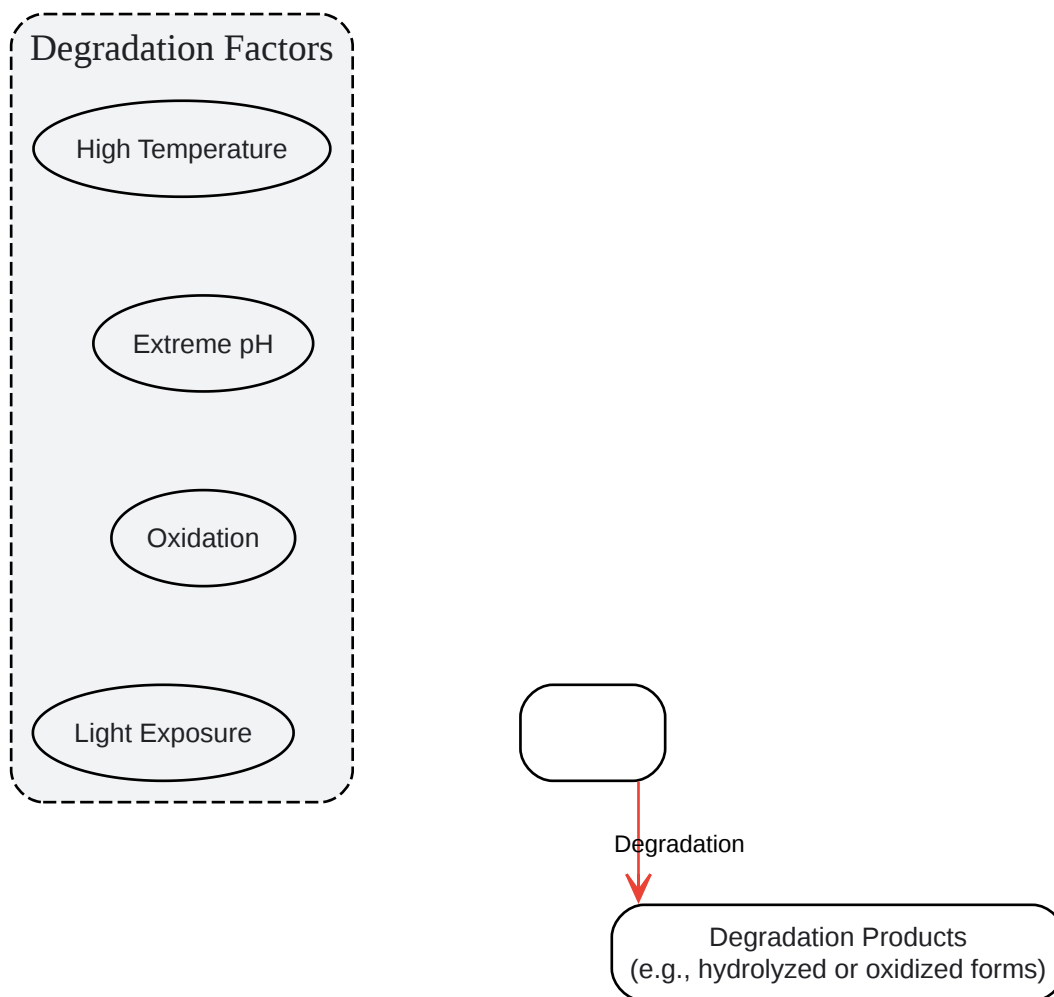 Degradation Factors
High Temperature
Extreme pH
Oxidation
Light Exposure
Degradation
Degradation Products
(e.g., hydrolyzed or oxidized forms)